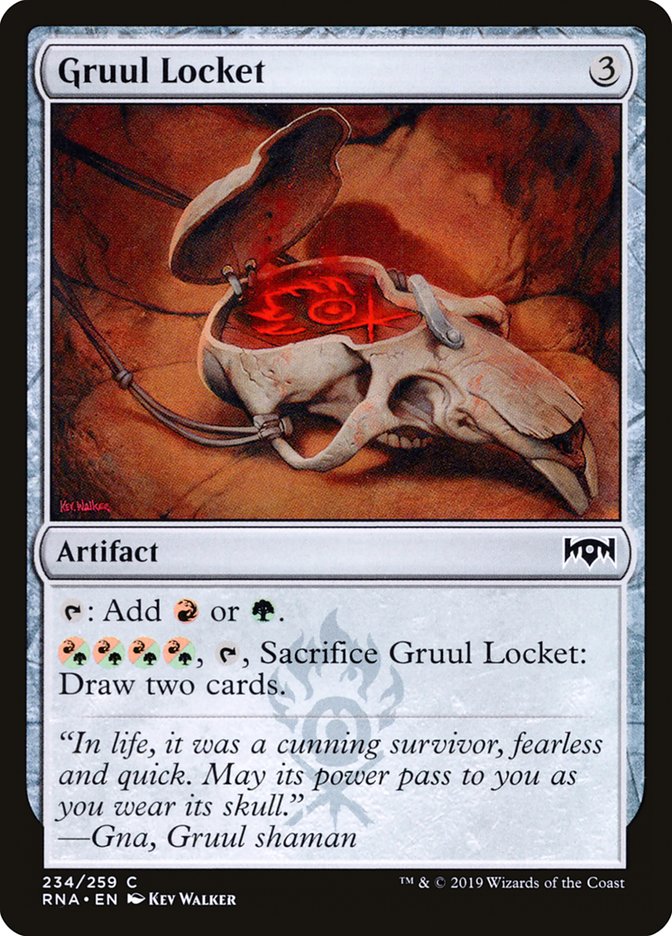 Gruul Locket 3
Kev. Walker
Artifact
: Add or .
, , Sacrifice Gruul Locket:
Draw two cards.
“In life, it was a cunning survivor, fearless
and quick. May its power pass to you as
you wear its skull.”
—Gna, Gruul shaman
234/259 C
RNA • EN Kev Walker
™ & © 2019 Wizards of the Coast